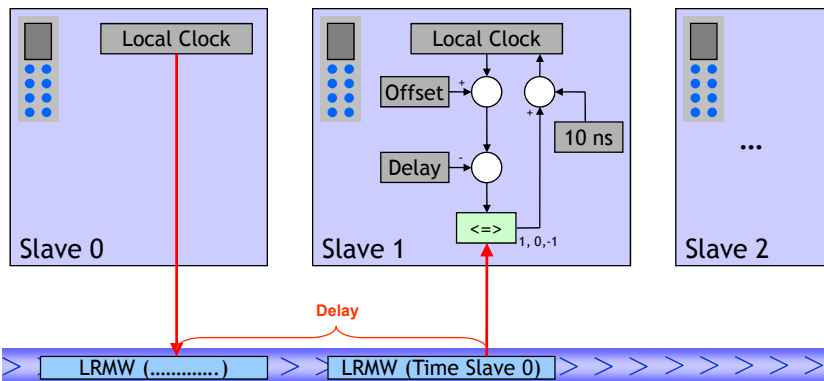 Local Clock
Slave 0
Local Clock
Offset
+
10 ns
+
Delay
-
<=>
1, 0,-1
Slave 1
...
Slave 2
Delay
LRMW (.............)
LRMW (Time Slave 0)